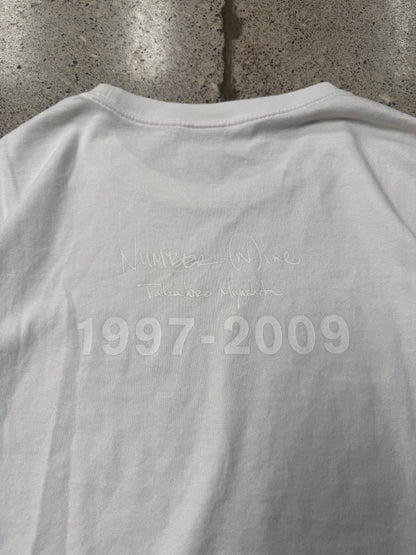 NUMBER (N)ine
Takahiro Miyashita
1997-2009